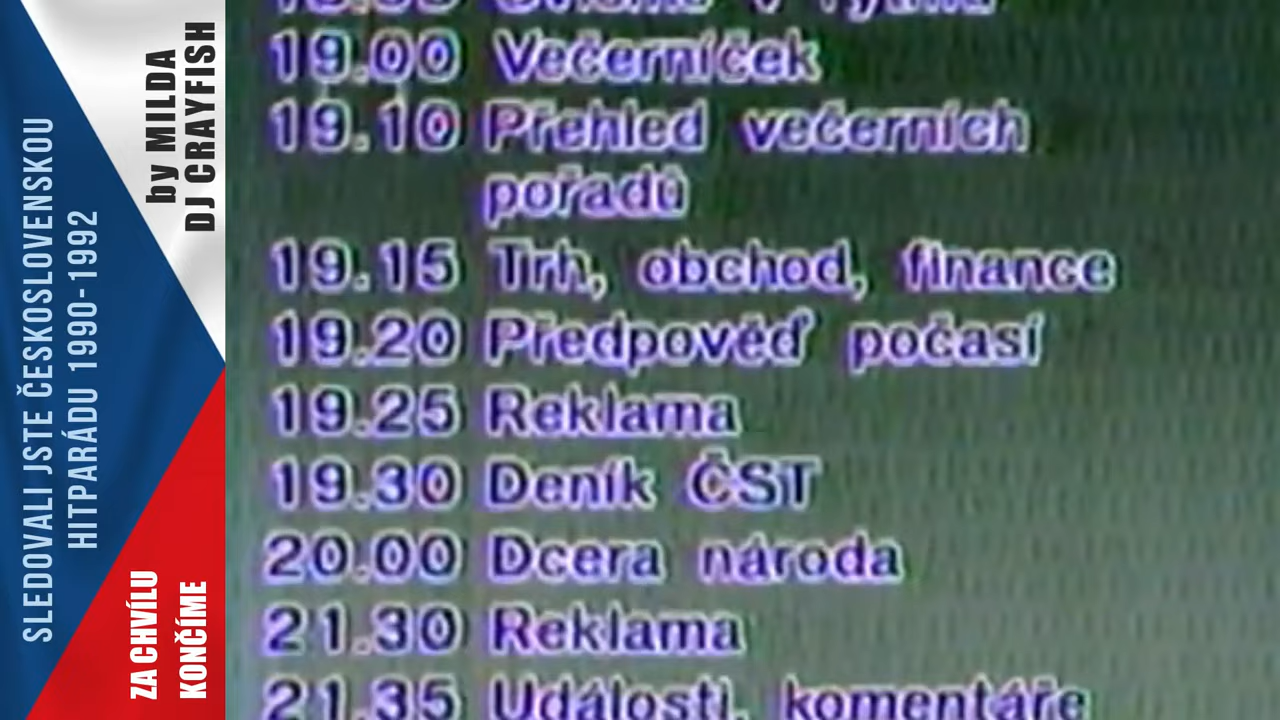 SLEDOVALI JSTE ČESKOSLOVENSKOU
HITPARÁDU 1990-1992
by MILDA
DJ CRAYFISH
ZA CHVÍLU
KONČÍME
19.00 Večerníček
19.10 Přehled večerních
pořadů
19.15 Trh, obchod, finance
19.20 Předpověď počasí
19.25 Reklama
19.30 Deník ČST
20.00 Dcera národa
21.30 Reklama
21.35 Události, komentáře